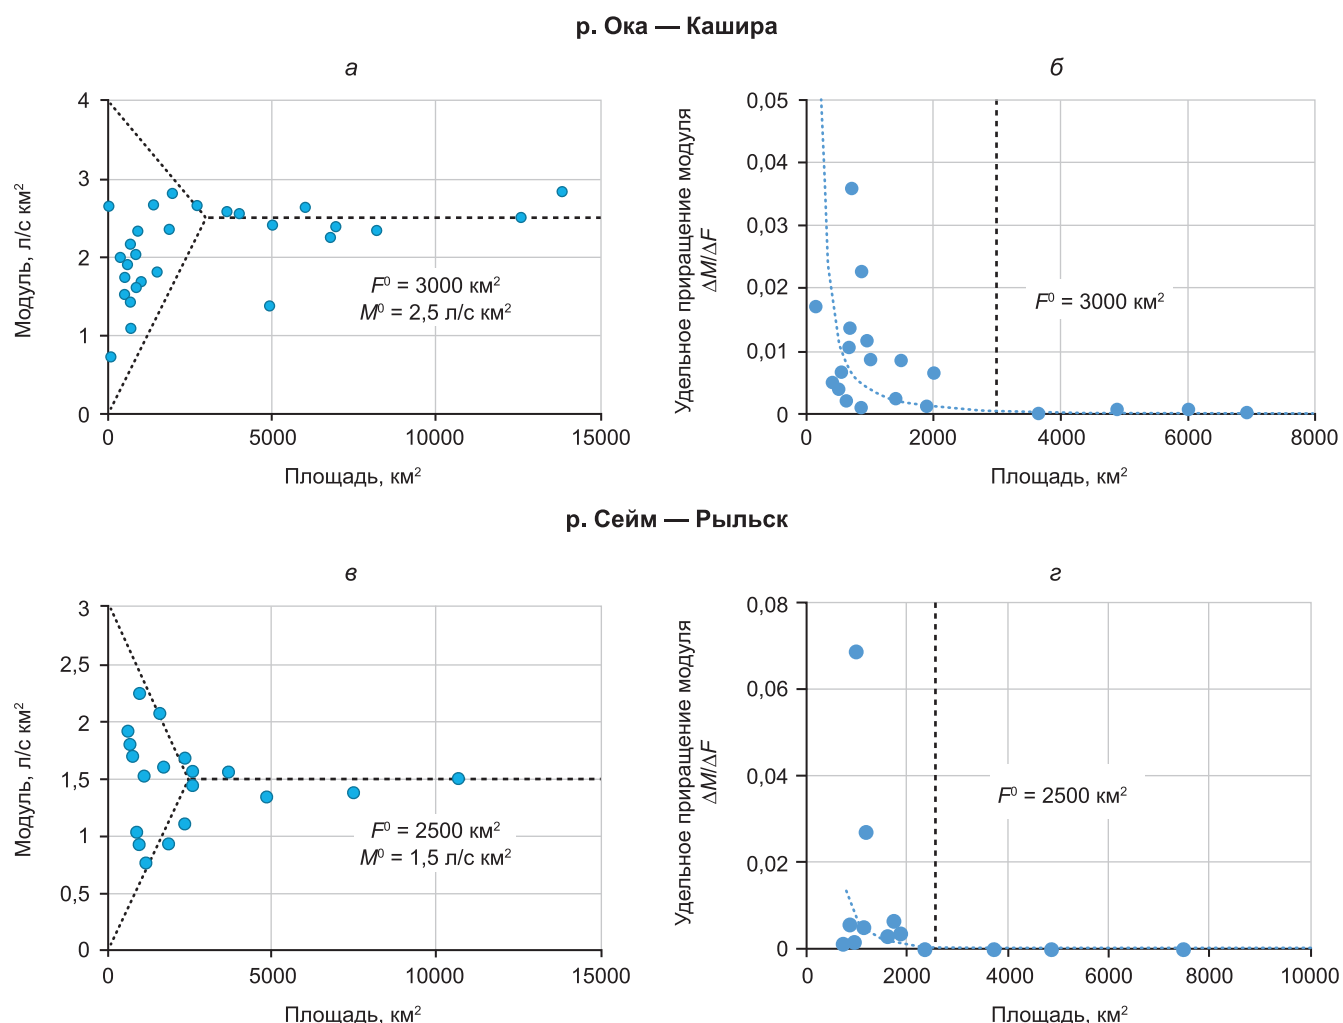 р. Ока — Кашира
а
Модуль, л/с км²
4
3
2
1
0
F⁰ = 3000 км²
M⁰ = 2,5 л/с км²
0 5000 10000 15000
Площадь, км²
б
Удельное приращение модуля
ΔM/ΔF
0,05
0,04
0,03
0,02
0,01
0
F⁰ = 3000 км²
0 2000 4000 6000 8000
Площадь, км²
р. Сейм — Рыльск
в
Модуль, л/с км²
3
2,5
2
1,5
1
0,5
0
F⁰ = 2500 км²
M⁰ = 1,5 л/с км²
0 5000 10000 15000
Площадь, км²
г
Удельное приращение модуля
ΔM/ΔF
0,08
0,06
0,04
0,02
0
F⁰ = 2500 км²
0 2000 4000 6000 8000 10000
Площадь, км²